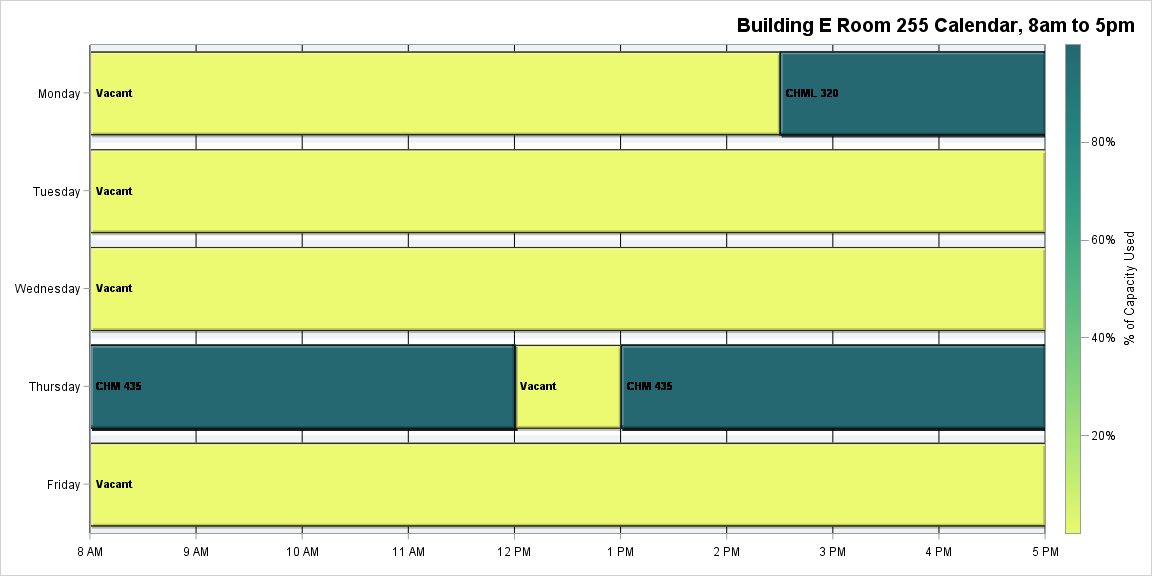 Building E Room 255 Calendar, 8am to 5pm
Monday
Vacant
CHML 320
Tuesday
Vacant
Wednesday
Vacant
Thursday
CHM 435
Vacant
CHM 435
Friday
Vacant
8 AM
9 AM
10 AM
11 AM
12 PM
1 PM
2 PM
3 PM
4 PM
5 PM
80%
60%
40%
20%
% of Capacity Used